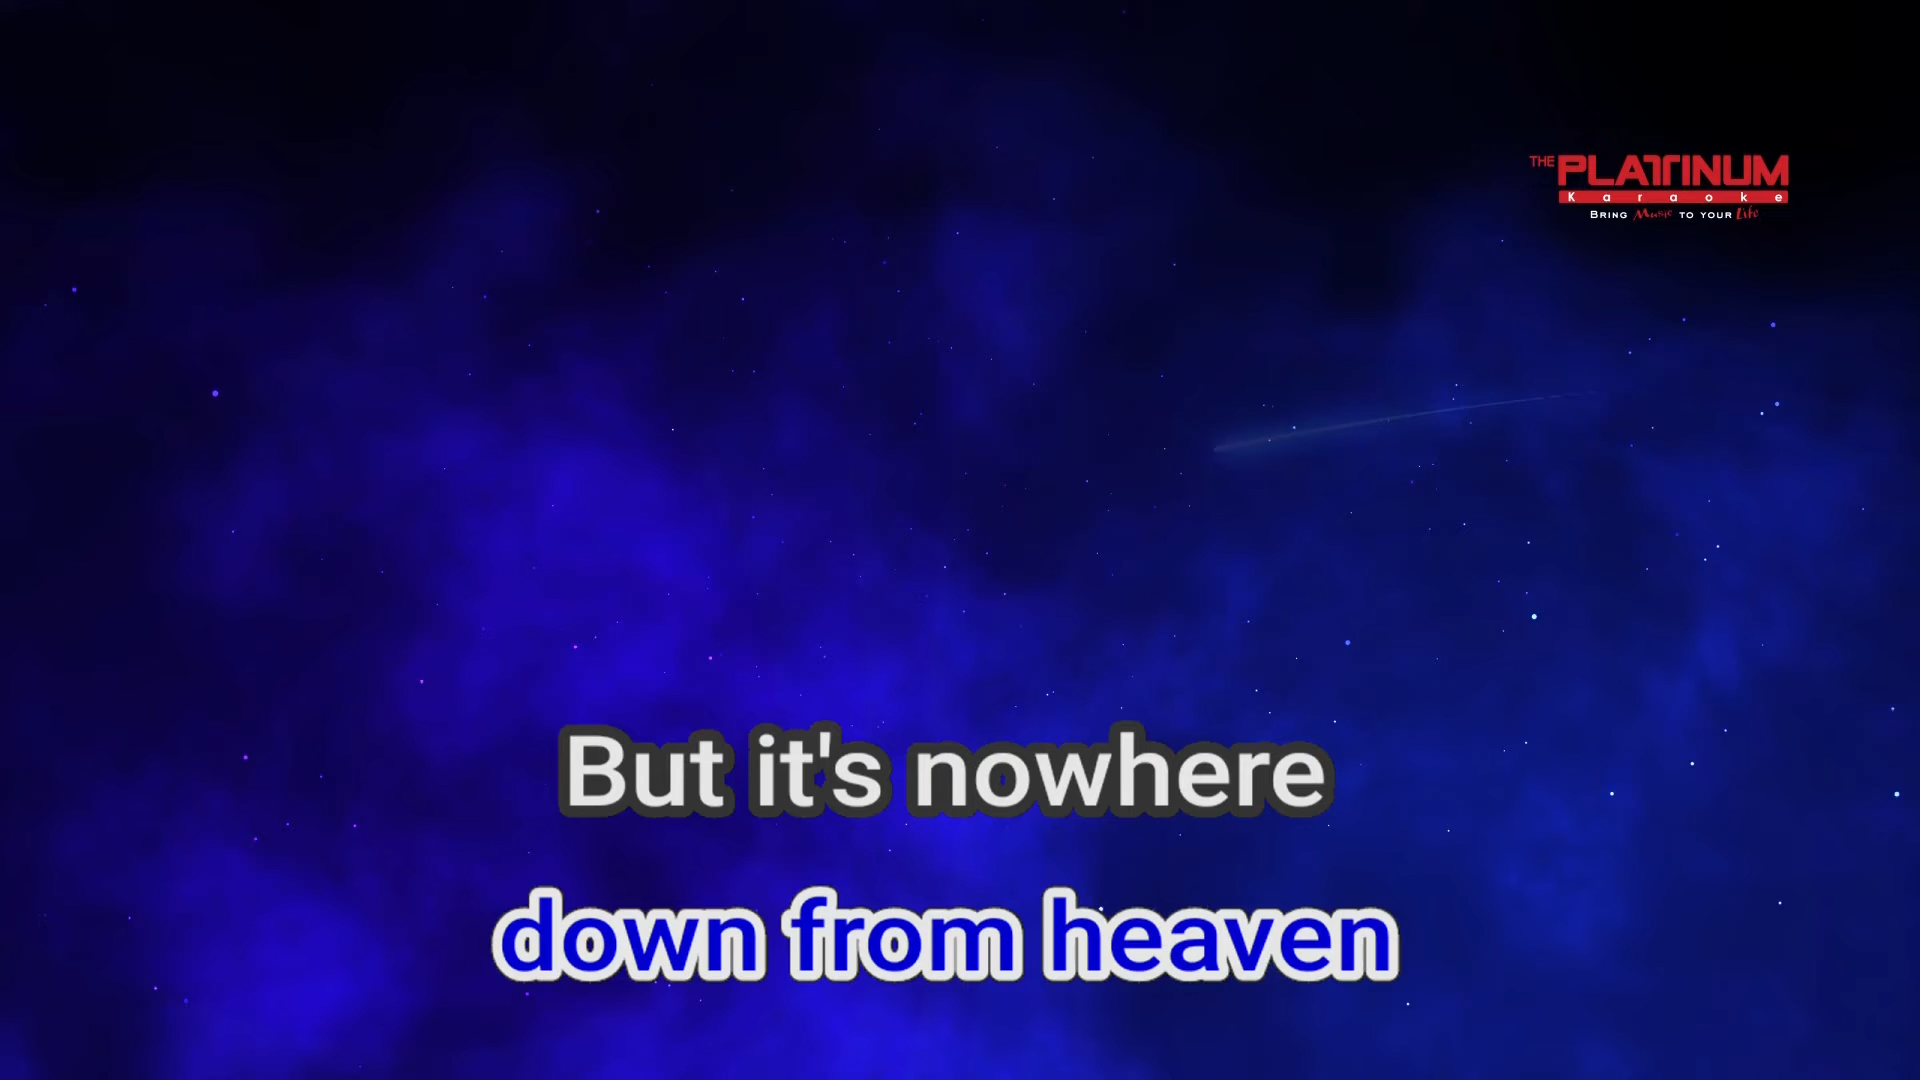 THE PLATINUM
Karaoke
BRING Music TO YOUR Life
But it's nowhere
down from heaven